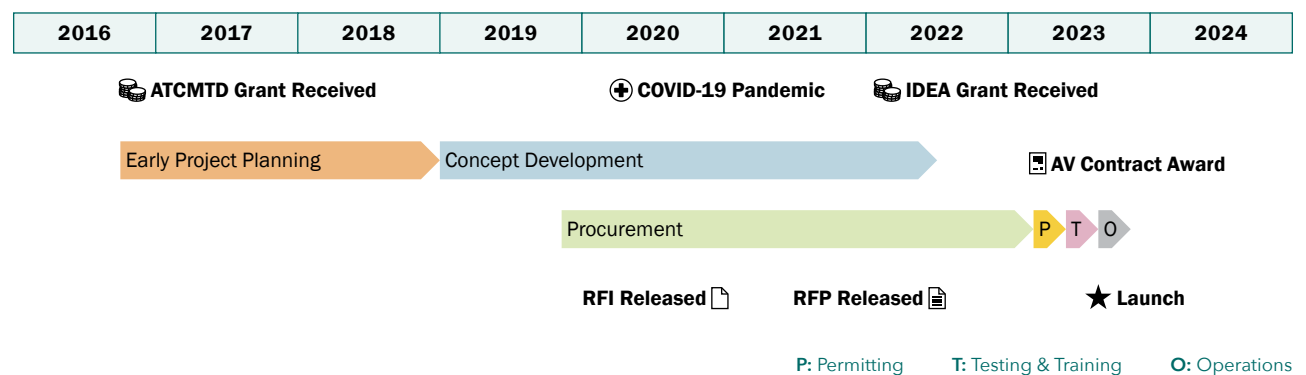 2016 2017 2018 2019 2020 2021 2022 2023 2024
ATCMTD Grant Received COVID-19 Pandemic IDEA Grant Received
Early Project Planning Concept Development
AV Contract Award
Procurement P T O
RFI Released RFP Released Launch
P: Permitting T: Testing & Training O: Operations